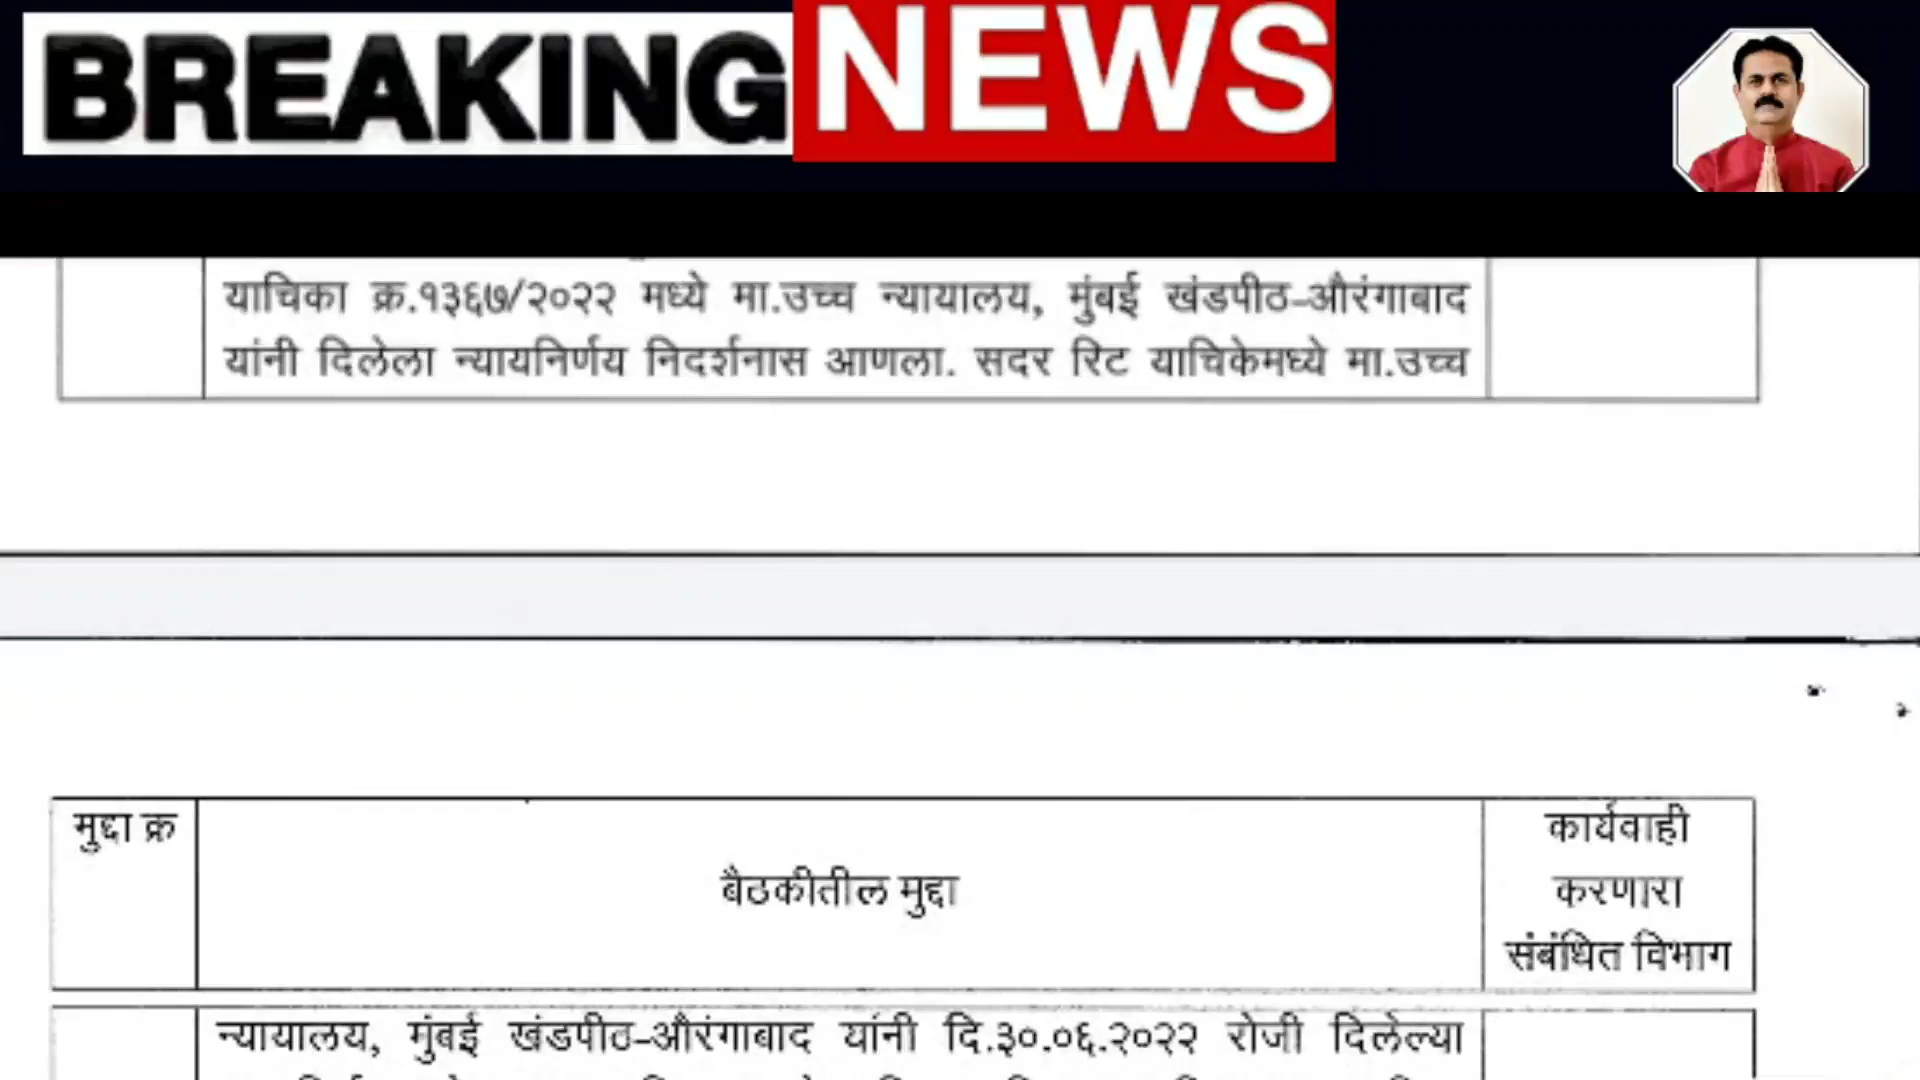 BREAKING NEWS
याचिका क्र.१३६७/२०२२ मध्ये मा.उच्च न्यायालय, मुंबई खंडपीठ-औरंगाबाद
यांनी दिलेला न्यायनिर्णय निदर्शनास आणला. सदर रिट याचिकेमध्ये मा.उच्च
मुद्दा क्र
बैठकीतील मुद्दा
कार्यवाही
करणारा
संबंधित विभाग
न्यायालय, मुंबई खंडपीठ-औरंगाबाद यांनी दि.३०.०६.२०२२ रोजी दिलेल्या